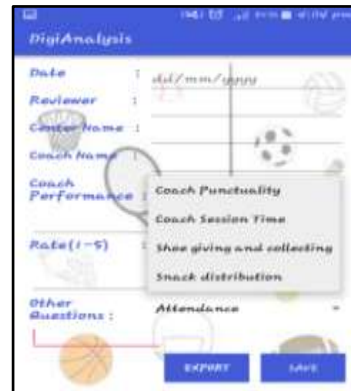 DigiAnalysis
Date : dd/mm/yyyy
Reviewer :
Center Name :
Coach Name :
Coach
Performance :
Coach Punctuality
Coach Session Time
Shoe giving and collecting
Snack distribution
Rate(1-5) :
Other
Questions :
Attendance
EXPORT
SAVE